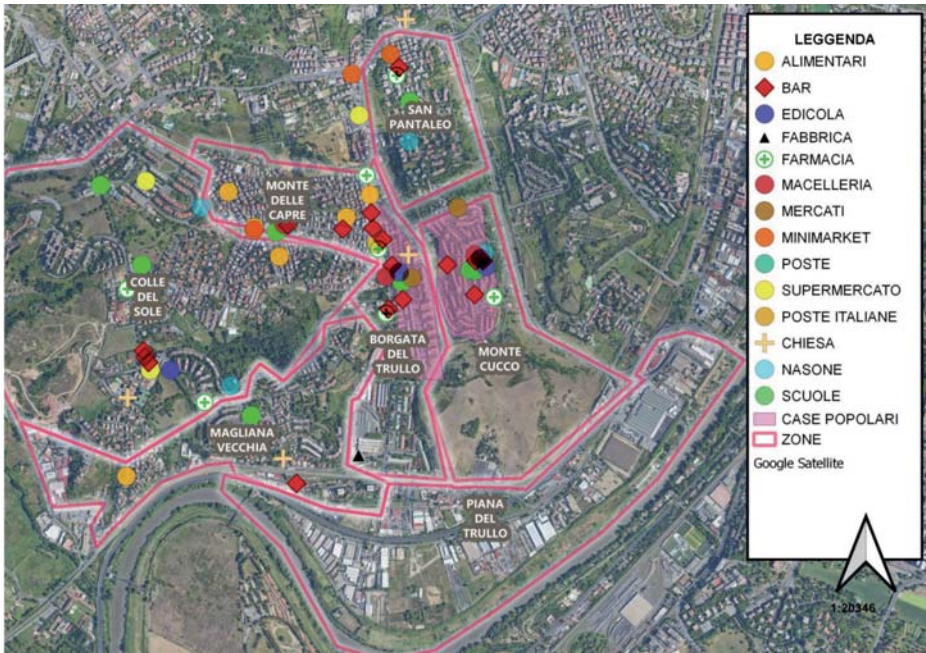 LEGGENDA
ALIMENTARI
BAR
EDICOLA
FABBRICA
FARMACIA
MACELLERIA
MERCATI
MINIMARKET
POSTE
SUPERMERCATO
POSTE ITALIANE
CHIESA
NASONE
SCUOLE
CASE POPOLARI
ZONE
Google Satellite
1:20346
SAN
PANTALEO
MONTE
DELLE
CAPRE
COLLE
DEL
SOLE
BORGATA
DEL
TRULLO
MONTE
CUCCO
MAGLIANA
VECCHIA
PIANA
DEL
TRULLO